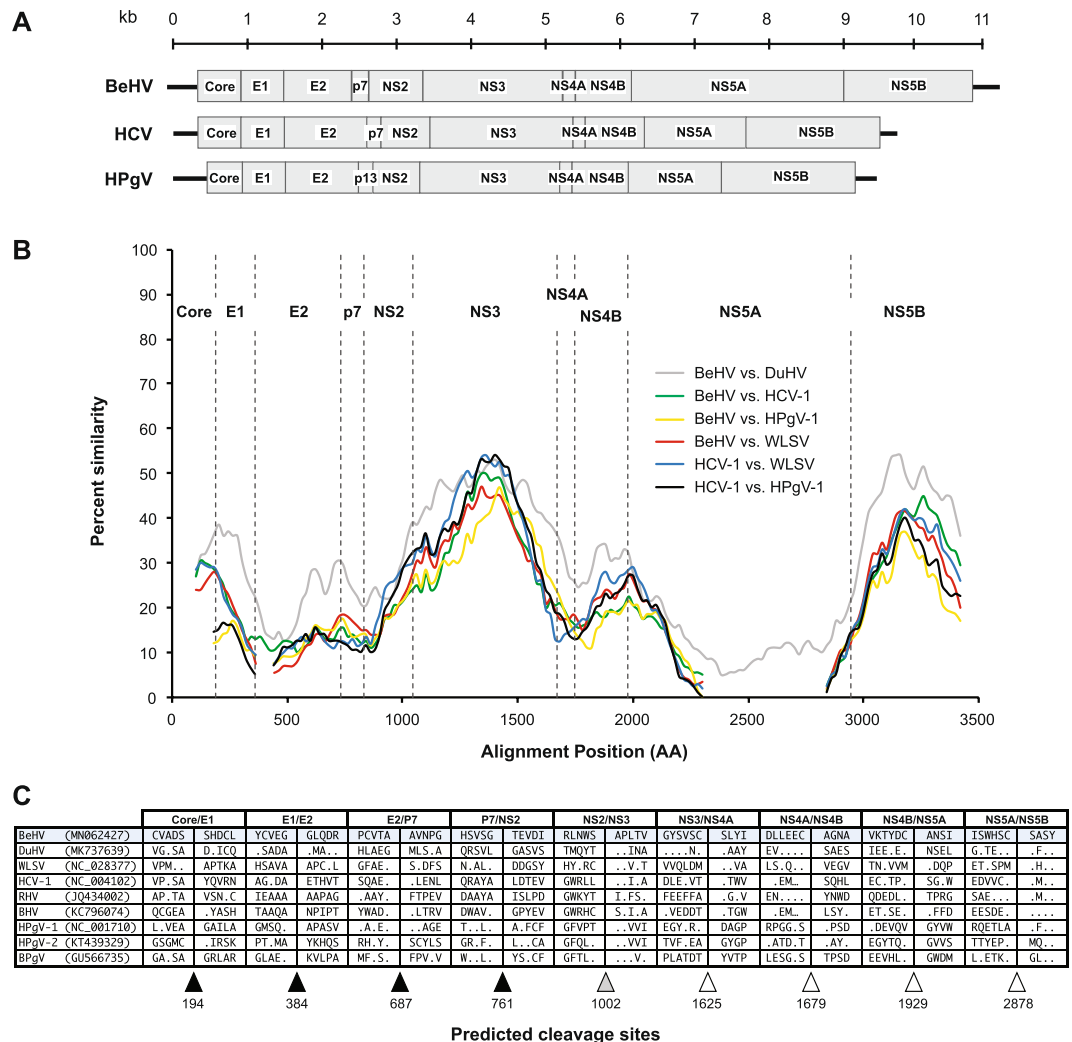 A
kb 0 1 2 3 4 5 6 7 8 9 10 11
BeHV Core E1 E2 p7 NS2 NS3 NS4A NS4B NS5A NS5B
HCV Core E1 E2 p7 NS2 NS3 NS4A NS4B NS5A NS5B
HPgV Core E1 E2 p13 NS2 NS3 NS4A NS4B NS5A NS5B
B
Percent similarity
100
90
80
70
60
50
40
30
20
10
0
NS4A
Core E1 E2 p7 NS2 NS3 NS4B NS5A NS5B
BeHV vs. DuHV
BeHV vs. HCV-1
BeHV vs. HPgV-1
BeHV vs. WLSV
HCV-1 vs. WLSV
HCV-1 vs. HPgV-1
0 500 1000 1500 2000 2500 3000 3500
Alignment Position (AA)
C
Core/E1 E1/E2 E2/P7 P7/NS2 NS2/NS3 NS3/NS4A NS4A/NS4B NS4B/NS5A NS5A/NS5B
BeHV (MN062427) CVADS SHDCL YCVEG GLQDR PCVTA AVNPG HSVSG TEVDI RLNWS APLTV GYSVSC SLYI DLLEEC AGNA VKTYDC ANSI ISWHSC SASY
DuHV (MK737639) VG.SA D.ICQ .SADA .MA.. HLAEG MLS.A QRSVL GASVS TMQYT ..INA ....N. .AAY EV.... SAES IEE.E. NSEL G.TE.. .F..
WLSV (NC_028377) VPM.. APTKA HSAVA APC.L GFAE. S.DFS N.AL. DDGSY HY.RC ..V.T VVQLDM ..VA LS.Q.. VEGV TN.VVM .DQP ET.SPM .H..
HCV-1 (NC_004102) VP.SA YQVRN AG.DA ETHVT SQAE. .LENL QRAYA LDTEV GWRLL ..I.A DLE.VT .TWV .EM… SQHL EC.TP. SG.W EDVVC. .M..
RHV (JQ434002) AP.TA VSN.C IEAAA AAPAG .AAY. FTPEV DAAYA ISLPD GWKYT I.IFS. FEEFFA .G.V EN.... YNWD QDEDL. TPRG SAE... .M..
BHV (KC796074) QCGEA .YASH TAAQA NPIPT YWAD. .LTRV DWAV. GPYEV GWRHC S.I.A .VEDDT .TGW .EM… LSY. ET.SE. .FFD EESDE. ....
HPgV-1 (NC_001710) L.VEA GAILA GMSQ. APASV .A.E. ..AGE T..L. A.FCF GFVPT ..VVI EGY.R. DAGP RPGG.S .PSD .DEVQV GYVW RQETLA .F..
HPgV-2 (KT439329) GSGMC .IRSK PT.MA YKHQS RH.Y. SCYLS GR.F. L..CA GFQL. ..VVI TVF.EA GYGP .ATD.T .AY. EGYTQ. GVVS TTYEP. MQ..
BPgV (GU566735) GA.SA GRLAR GLAE. KVLPA MF.S. FPV.V W..L. YS.CF GFTL. ..V.I PLATDT YVTP LESG.S TPSD EEVHL. GWDM L.ETK. GL..
194 384 687 761 1002 1625 1679 1929 2878
Predicted cleavage sites